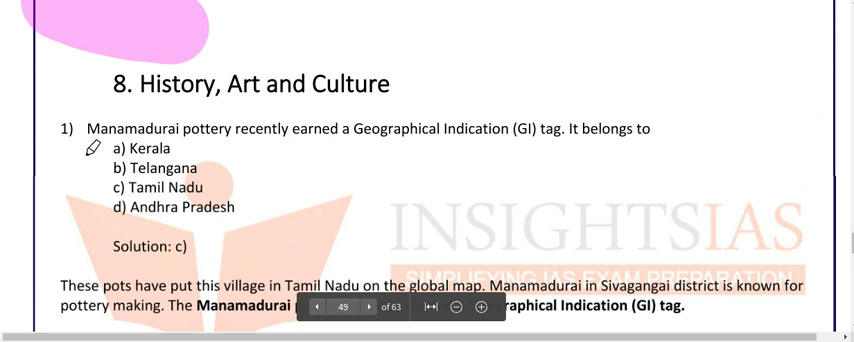 8. History, Art and Culture
1) Manamadurai pottery recently earned a Geographical Indication (GI) tag. It belongs to
a) Kerala
b) Telangana
c) Tamil Nadu
d) Andhra Pradesh
INSIGHTSIAS
Solution: c)
SIMPLIFYING IAS EXAM PREPARATION
These pots have put this village in Tamil Nadu on the global map. Manamadurai in Sivagangai district is known for
pottery making. The Manamadurai raphical Indication (GI) tag.
49 of 63